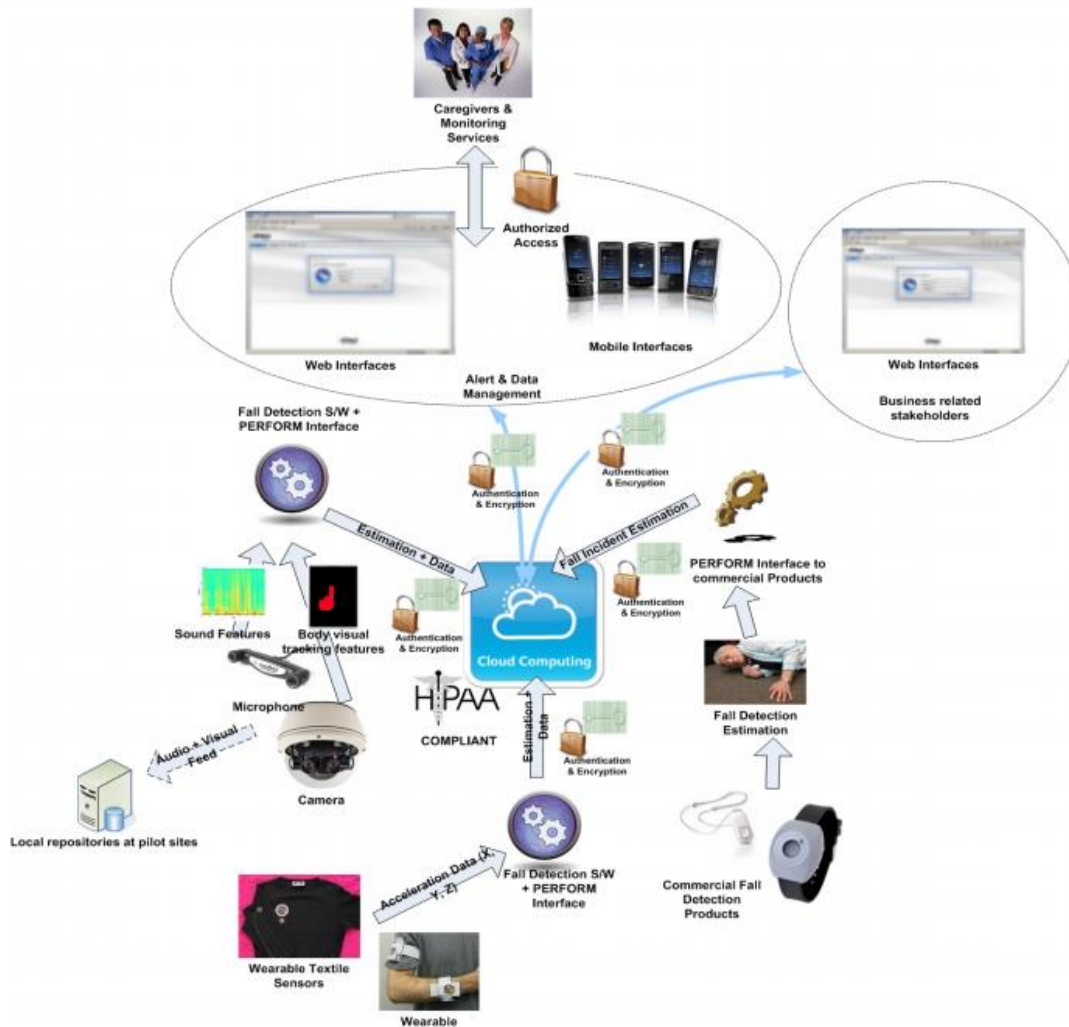 Caregivers &
Monitoring
Services
Authorized
Access
Web Interfaces
Mobile Interfaces
Web Interfaces
Business related
stakeholders
Alert & Data
Management
Fall Detection S/W +
PERFORM Interface
Authentication
& Encryption
Authentication
& Encryption
Estimation + Data
Fall Incident Estimation
PERFORM Interface to
commercial Products
Sound Features
Body visual
tracking features
Authentication
& Encryption
Authentication
& Encryption
Cloud Computing
Microphone
HIPAA
COMPLIANT
Estimation +
Data
Authentication
& Encryption
Fall Detection
Estimation
Audio + Visual
Feed
Camera
Local repositories at pilot sites
Acceleration Data (X,
Y, Z)
Fall Detection S/W
+ PERFORM
Interface
Commercial Fall
Detection
Products
Wearable Textile
Sensors
Wearable